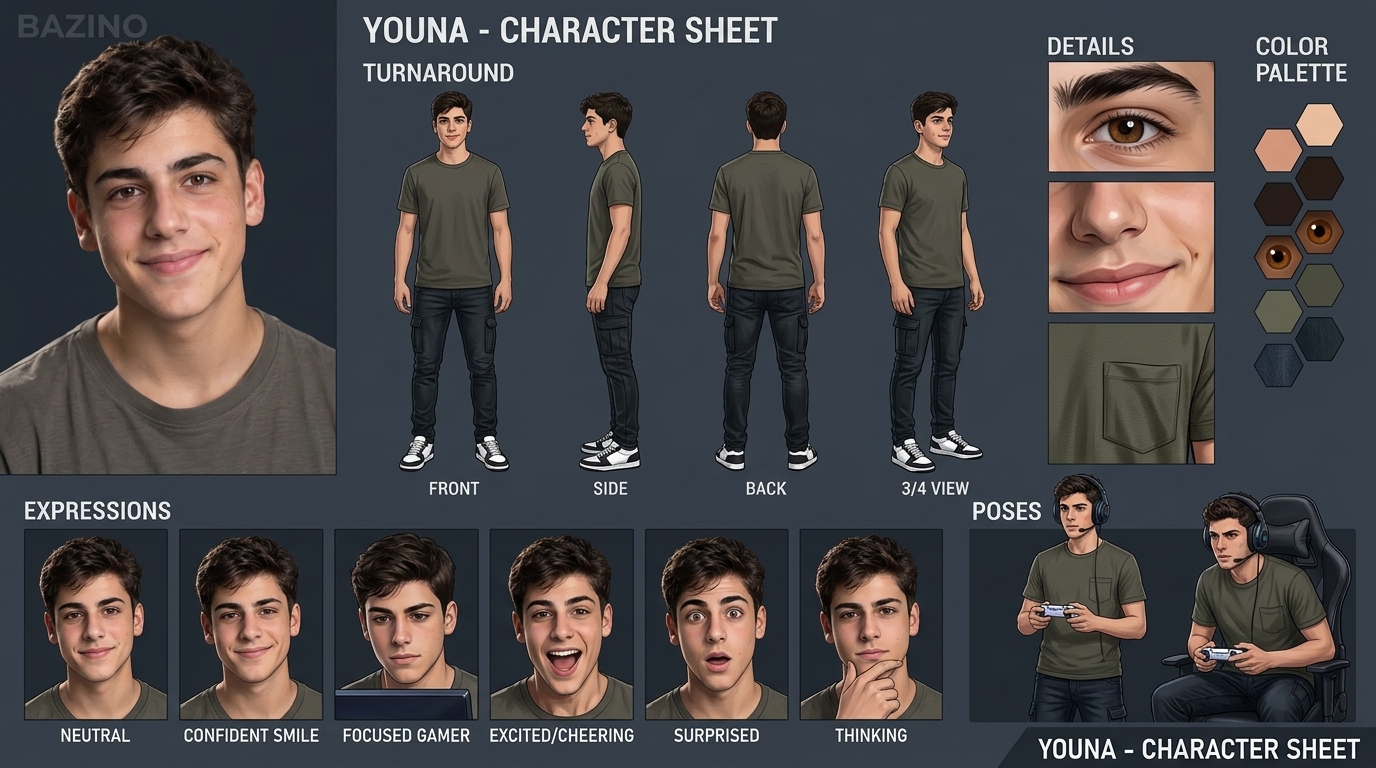 BAZINO
YOUNA - CHARACTER SHEET
TURNAROUND
FRONT
SIDE
BACK
3/4 VIEW
DETAILS
COLOR
PALETTE
EXPRESSIONS
NEUTRAL
CONFIDENT SMILE
FOCUSED GAMER
EXCITED/CHEERING
SURPRISED
THINKING
POSES
YOUNA - CHARACTER SHEET